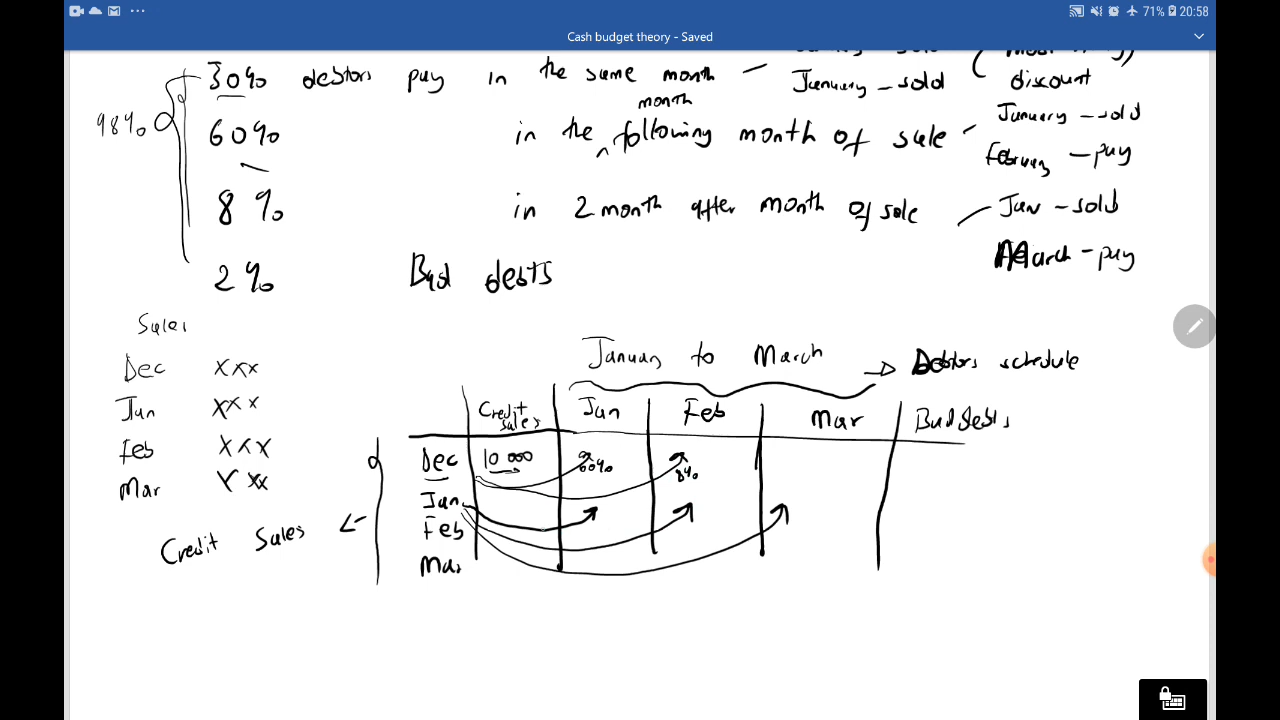 71% 20:58
Cash budget theory - Saved
30% debtors pay in the same month — January - sold discount
98%
60% in the month following month of sale - January - sold
February - pay
8% in 2 month after month of sale — Jan - sold
March - pay
2% Bad debts
Sales
Dec xxx
Jan xxx
Feb xxx
Mar xxx
Credit Sales
January to March → Debtors schedule
Credit sales Jan Feb Mar Bad debts
Dec 10 000 60% 8%
Jan
Feb
Mar